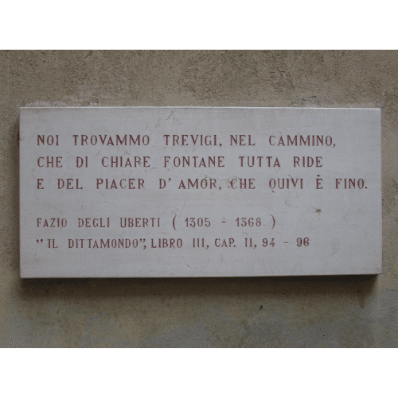 NOI TROVAMMO TREVIGI, NEL CAMMINO,
CHE DI CHIARE FONTANE TUTTA RIDE
E DEL PIACER D'AMOR, CHE QUIVI È FINO.
FAZIO DEGLI UBERTI ( 1305 - 1368 )
"IL DITTAMONDO", LIBRO III, CAP. II, 94 - 96